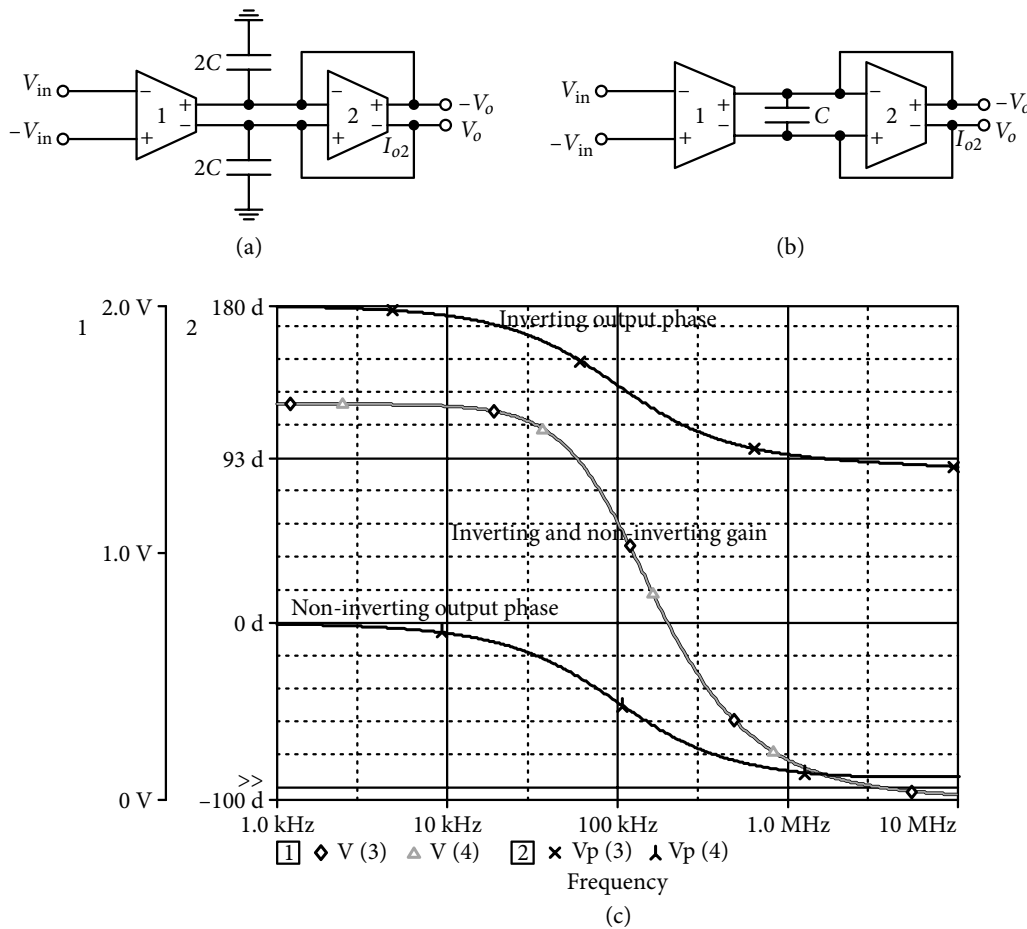 V_in
−V_in
2C
2C
− + 1 + −
− + 2 + −
I_o2
−V_o
V_o
(a)
V_in
−V_in
− + 1 + −
C
− + 2 + −
I_o2
−V_o
V_o
(b)
2.0 V
1.0 V
0 V
1
2
180 d
93 d
0 d
>>
−100 d
Inverting output phase
Inverting and non-inverting gain
Non-inverting output phase
1.0 kHz 10 kHz 100 kHz 1.0 MHz 10 MHz
1 V (3) V (4) 2 Vp (3) Vp (4)
Frequency
(c)